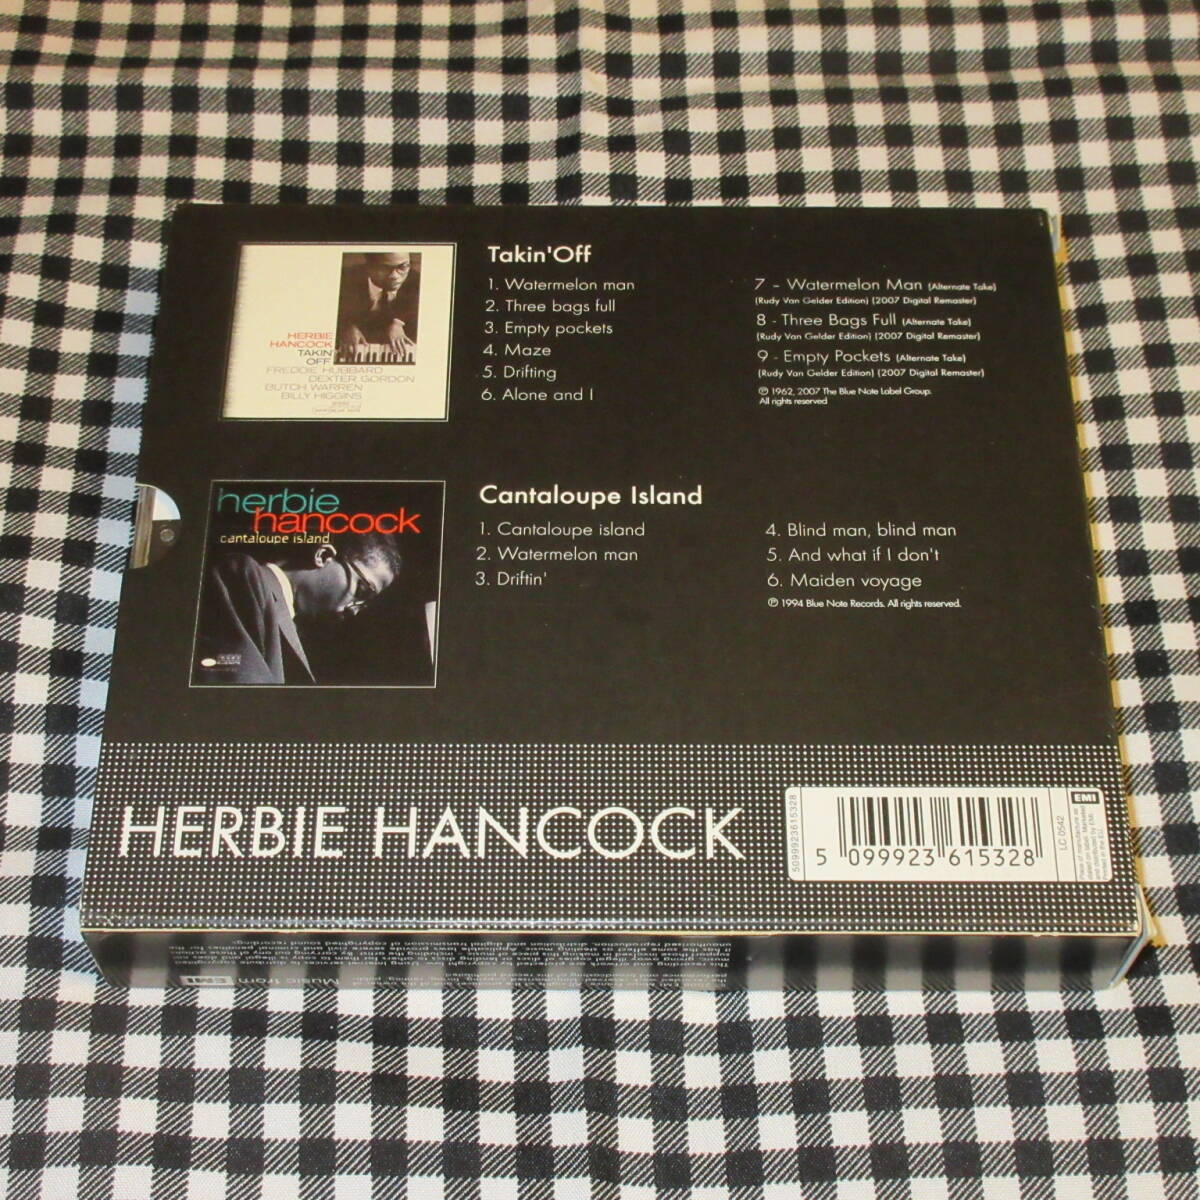 Takin'Off
1. Watermelon man
2. Three bags full
3. Empty pockets
4. Maze
5. Drifting
6. Alone and I
7 - Watermelon Man (Alternate Take)
(Rudy Van Gelder Edition) (2007 Digital Remaster)
8 - Three Bags Full (Alternate Take)
(Rudy Van Gelder Edition) (2007 Digital Remaster)
9 - Empty Pockets (Alternate Take)
(Rudy Van Gelder Edition) (2007 Digital Remaster)
℗ 1962, 2007 The Blue Note Label Group.
All rights reserved
HERBIE
HANCOCK
TAKIN'
OFF
FREDDIE HUBBARD
DEXTER GORDON
BUTCH WARREN
BILLY HIGGINS
herbie
hancock
cantaloupe island
Cantaloupe Island
1. Cantaloupe island
2. Watermelon man
3. Driftin'
4. Blind man, blind man
5. And what if I don't
6. Maiden voyage
℗ 1994 Blue Note Records. All rights reserved.
HERBIE HANCOCK
5099923615328
5 099923 615328
LC 0542
EMI
Music from EMI